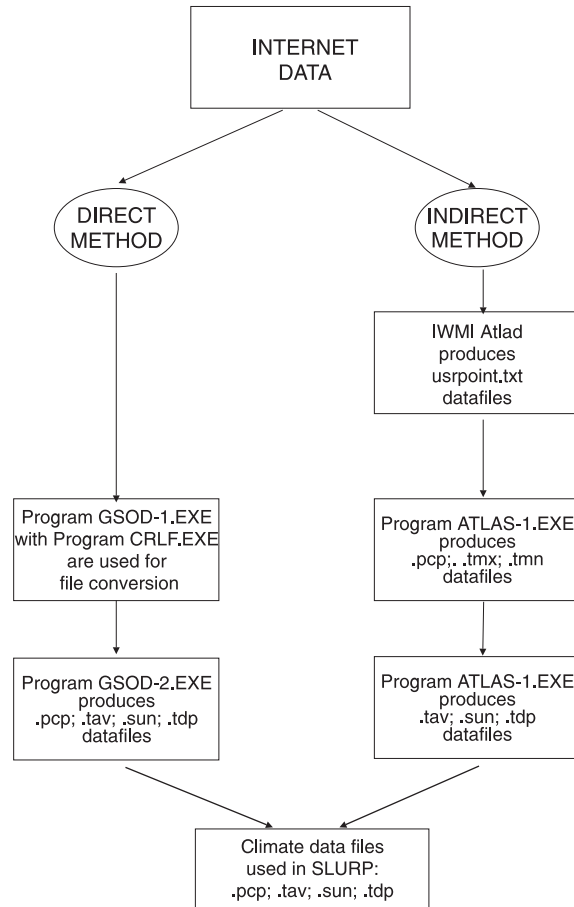 INTERNET
DATA
DIRECT
METHOD
INDIRECT
METHOD
IWMI Atlad
produces
usrpoint.txt
datafiles
Program GSOD-1.EXE
with Program CRLF.EXE
are used for
file conversion
Program ATLAS-1.EXE
produces
.pcp; .tmx; .tmn
datafiles
Program GSOD-2.EXE
produces
.pcp; .tav; .sun; .tdp
datafiles
Program ATLAS-1.EXE
produces
.tav; .sun; .tdp
datafiles
Climate data files
used in SLURP:
.pcp; .tav; .sun; .tdp